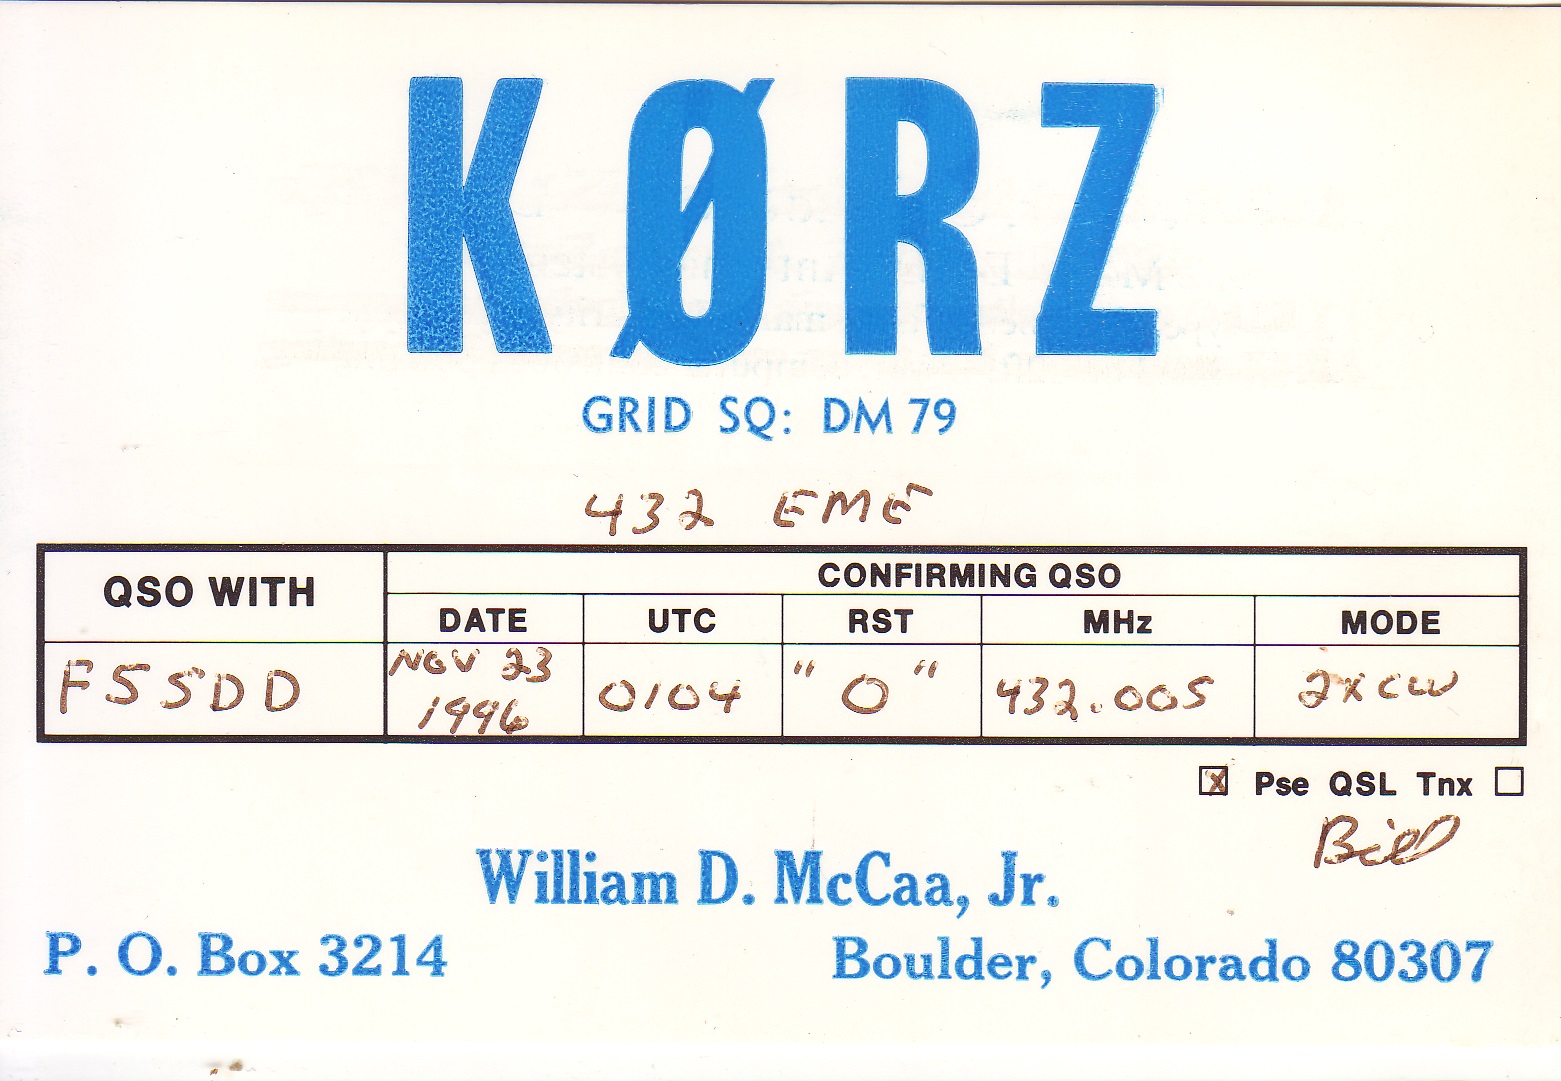 KØRZ
GRID SQ: DM 79
432 EME
QSO WITH
CONFIRMING QSO
DATE UTC RST MHz MODE
F5SDD NOV 23 1996 0104 "O" 432.005 2XCW
X Pse QSL Tnx
Bill
William D. McCaa, Jr.
P. O. Box 3214 Boulder, Colorado 80307